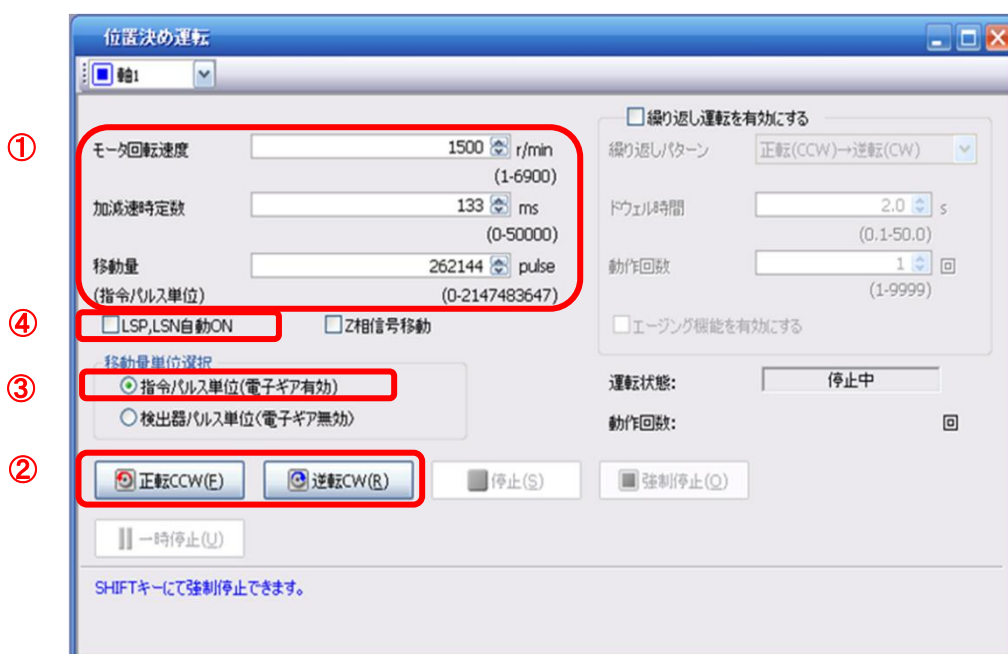 位置決め運転
軸1
①
モータ回転速度
1500 r/min
(1-6900)
加減速時定数
133 ms
(0-50000)
移動量
262144 pulse
(指令パルス単位)
(0-2147483647)
④
LSP,LSN自動ON
Z相信号移動
移動量単位選択
③
指令パルス単位(電子ギア有効)
検出器パルス単位(電子ギア無効)
②
正転CCW(F)
逆転CW(R)
停止(S)
強制停止(O)
一時停止(U)
SHIFTキーにて強制停止できます。
繰り返し運転を有効にする
繰り返しパターン
正転(CCW)→逆転(CW)
ドウェル時間
2.0 s
(0.1-50.0)
動作回数
1 回
(1-9999)
エージング機能を有効にする
運転状態:
停止中
動作回数:
回